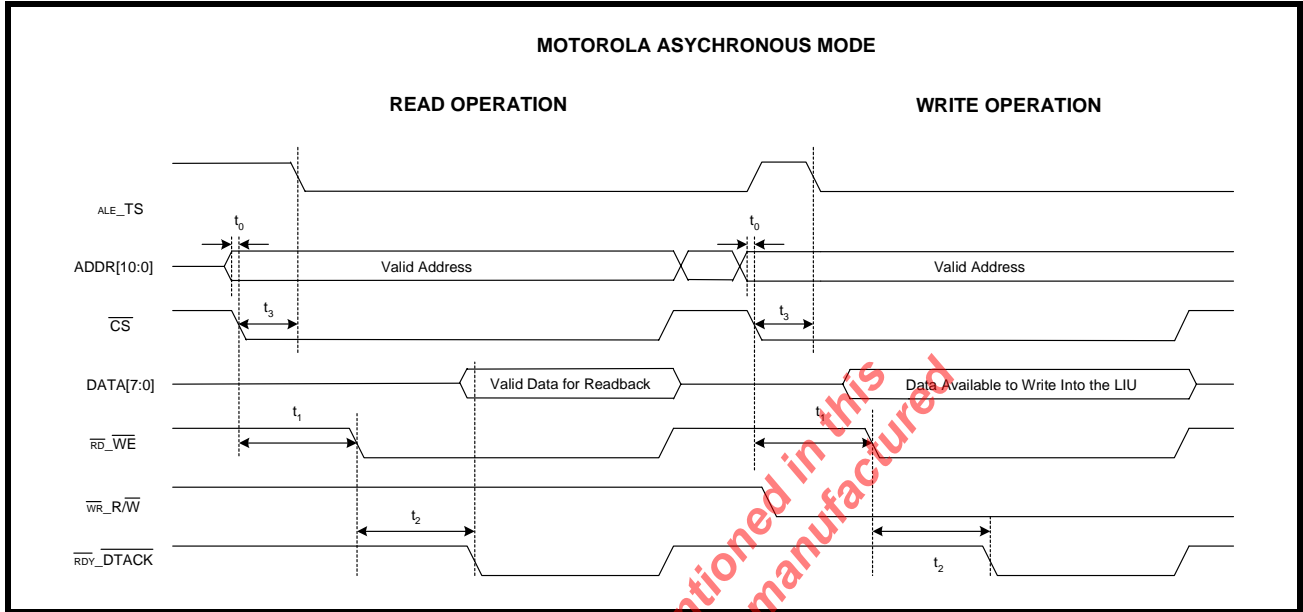 MOTOROLA ASYCHRONOUS MODE
READ OPERATION
WRITE OPERATION
ALE_TS
t0
t0
ADDR[10:0]
Valid Address
Valid Address
CS
t3
t3
DATA[7:0]
Valid Data for Readback
Data Available to Write Into the LIU
RD_WE
t1
t1
WR_R/W
t2
t2
RDY_DTACK
tioned in this
manufactured